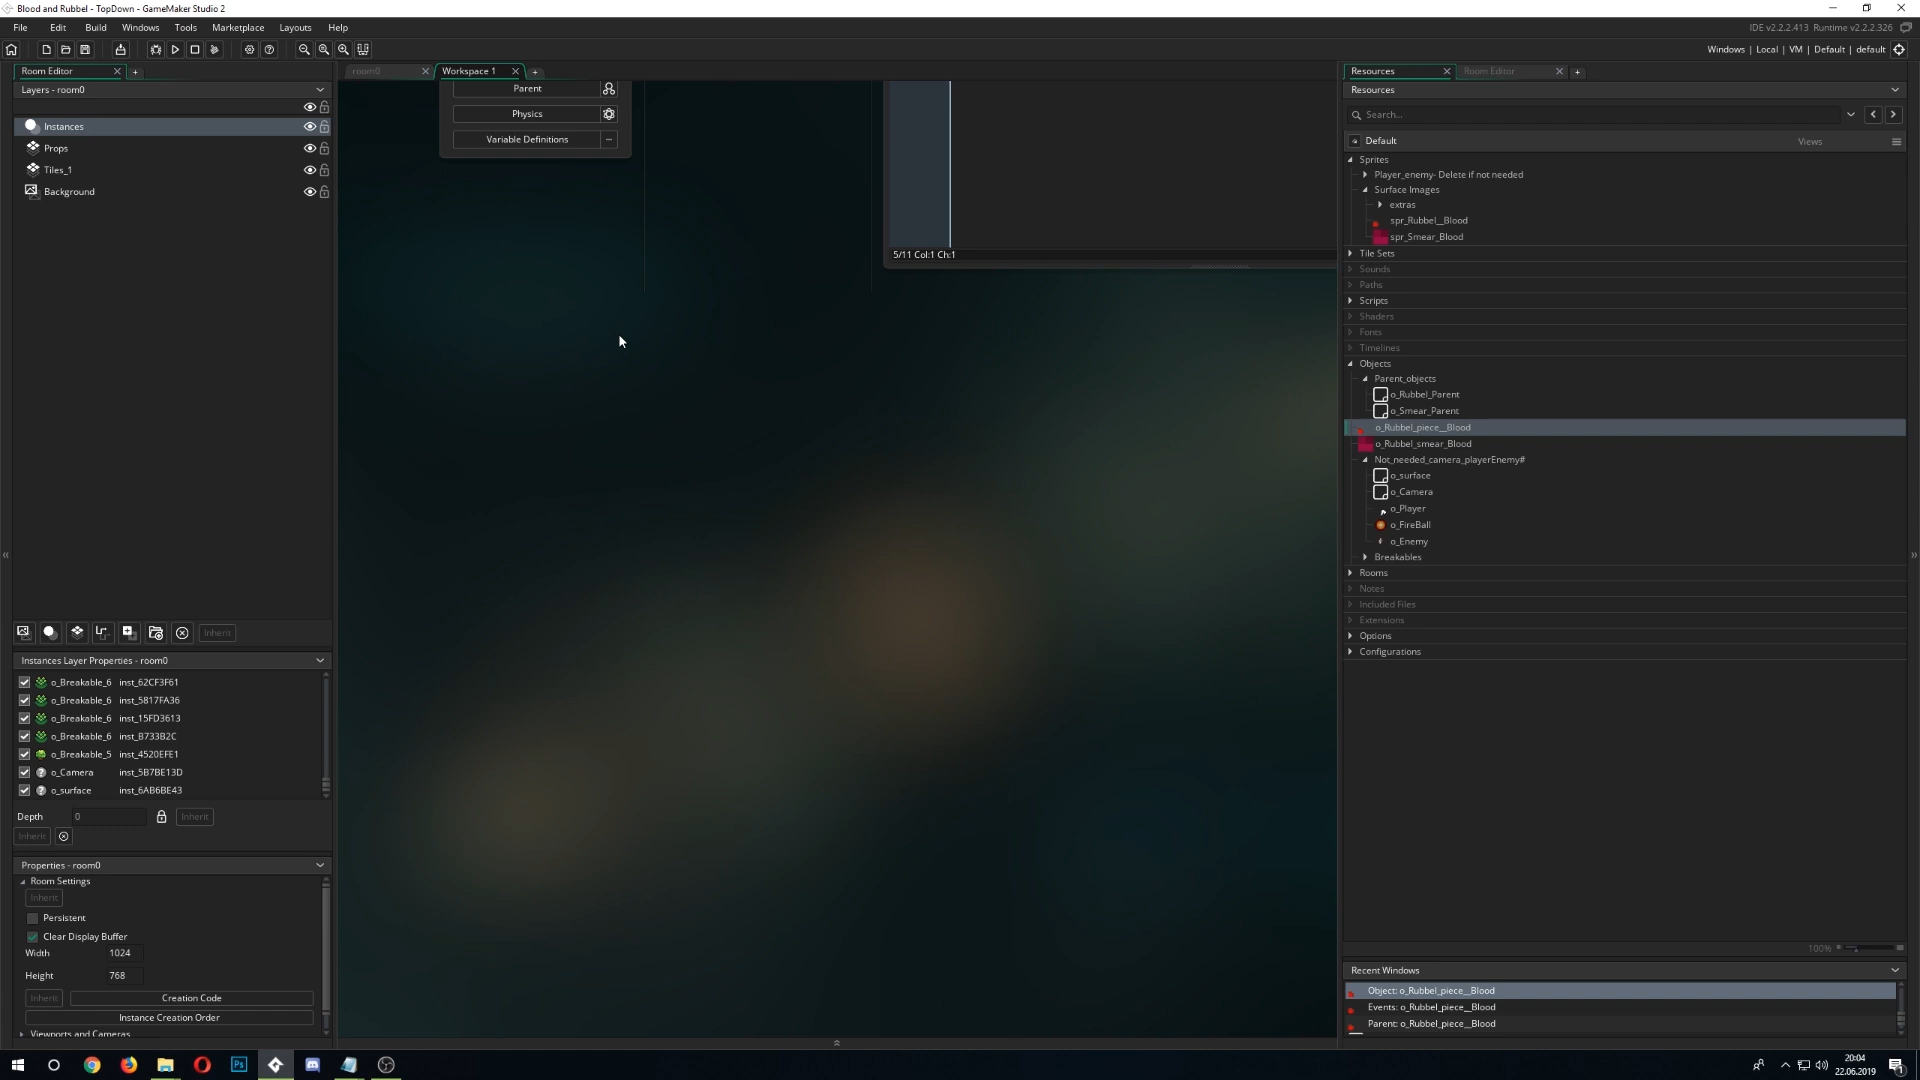 Blood and Rubbel - TopDown - GameMaker Studio 2
File Edit Build Windows Tools Marketplace Layouts Help
IDE v2.2.2.413 Runtime v2.2.2.326
Windows | Local | VM | Default | default
Room Editor
Layers - room0
Instances
Props
Tiles_1
Background
Inherit
Instances Layer Properties - room0
o_Breakable_6 inst_62CF3F61
o_Breakable_6 inst_5817FA36
o_Breakable_6 inst_15FD3613
o_Breakable_6 inst_B733B2C
o_Breakable_5 inst_4520EFE1
o_Camera inst_5B7BE13D
o_surface inst_6AB6BE43
Depth 0 Inherit
Inherit
Properties - room0
Room Settings
Inherit
Persistent
Clear Display Buffer
Width 1024
Height 768
Inherit Creation Code
Instance Creation Order
Viewports and Cameras
room0
Workspace 1
Parent
Physics
Variable Definitions
5/11 Col:1 Ch:1
Resources
Room Editor
Resources
Search...
Default
Views
Sprites
Player_enemy- Delete if not needed
Surface Images
extras
spr_Rubbel__Blood
spr_Smear_Blood
Tile Sets
Sounds
Paths
Scripts
Shaders
Fonts
Timelines
Objects
Parent_objects
o_Rubbel_Parent
o_Smear_Parent
o_Rubbel_piece__Blood
o_Rubbel_smear_Blood
Not_needed_camera_playerEnemy#
o_surface
o_Camera
o_Player
o_FireBall
o_Enemy
Breakables
Rooms
Notes
Included Files
Extensions
Options
Configurations
100%
Recent Windows
Object: o_Rubbel_piece__Blood
Events: o_Rubbel_piece__Blood
Parent: o_Rubbel_piece__Blood
Ps
20:04
22.06.2019
1